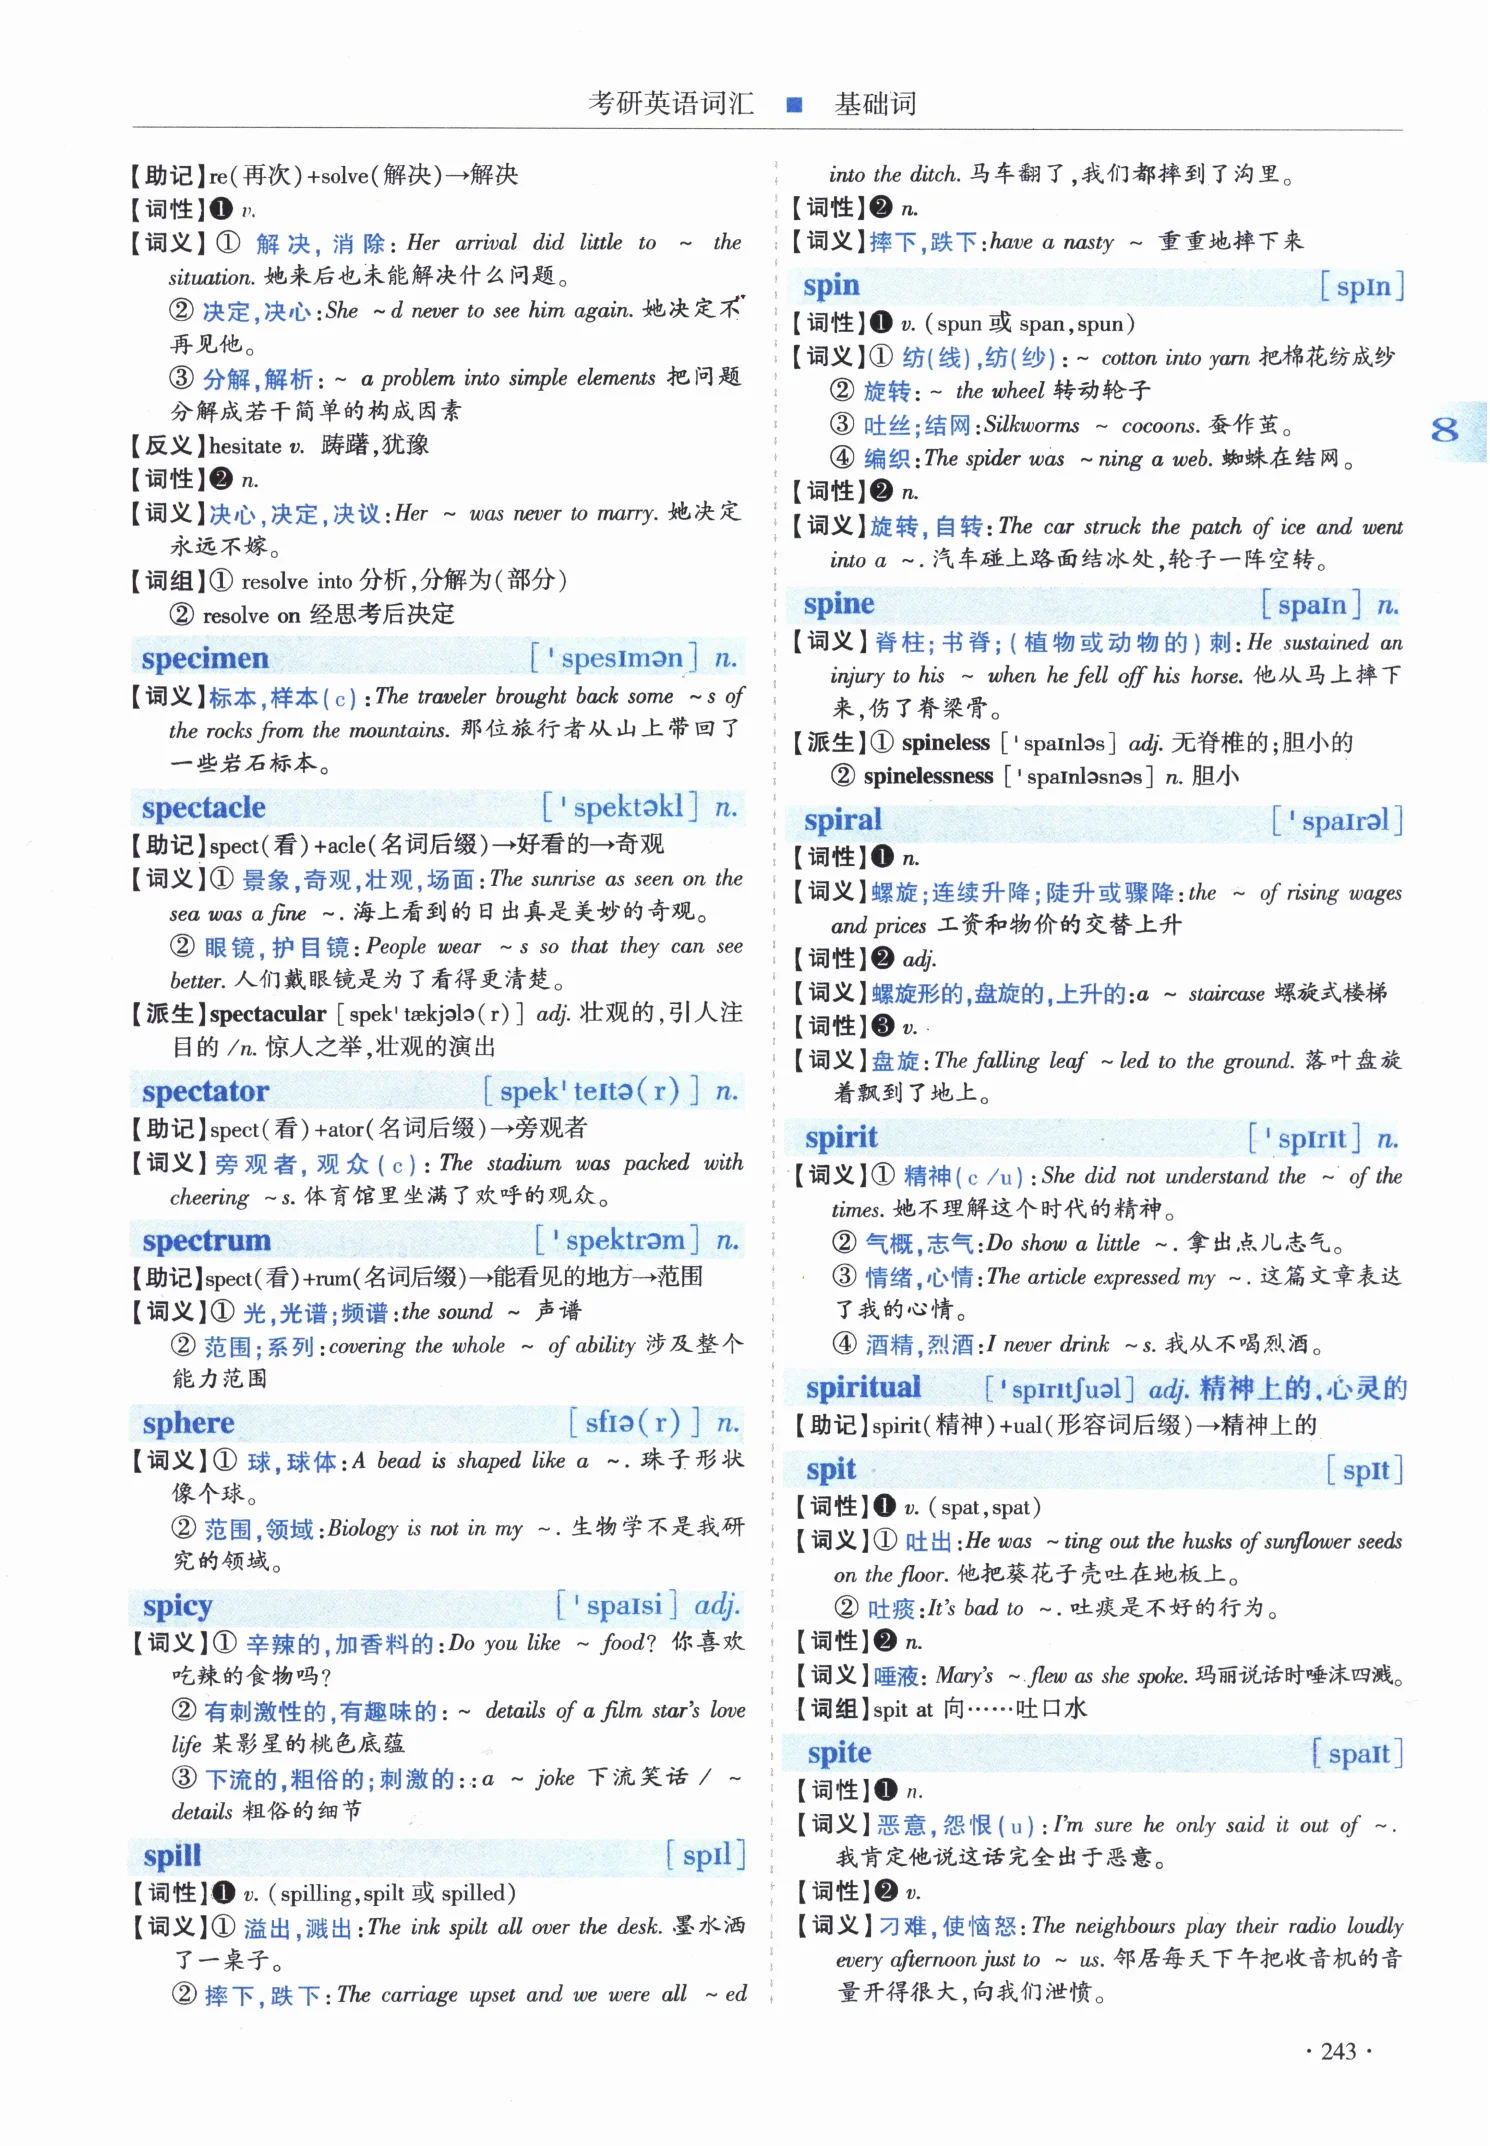 考研英语词汇 ■ 基础词
【助记】re(再次)+solve(解决)→解决
【词性】❶ v.
【词义】① 解决,消除: Her arrival did little to ~ the
situation. 她来后也未能解决什么问题。
② 决定,决心:She ~d never to see him again. 她决定不
再见他。
③ 分解,解析: ~ a problem into simple elements 把问题
分解成若干简单的构成因素
【反义】hesitate v. 踌躇,犹豫
【词性】❷ n.
【词义】决心,决定,决议:Her ~ was never to marry. 她决定
永远不嫁。
【词组】① resolve into 分析,分解为(部分)
② resolve on 经思考后决定
specimen [ˈspesɪmən] n.
【词义】标本,样本(c):The traveler brought back some ~s of
the rocks from the mountains. 那位旅行者从山上带回了
一些岩石标本。
spectacle [ˈspektəkl] n.
【助记】spect(看)+acle(名词后缀)→好看的→奇观
【词义】① 景象,奇观,壮观,场面:The sunrise as seen on the
sea was a fine ~. 海上看到的日出真是美妙的奇观。
② 眼镜,护目镜:People wear ~s so that they can see
better. 人们戴眼镜是为了看得更清楚。
【派生】spectacular [spekˈtækjələ(r)] adj. 壮观的,引人注
目的 /n. 惊人之举,壮观的演出
spectator [spekˈteɪtə(r)] n.
【助记】spect(看)+ator(名词后缀)→旁观者
【词义】旁观者,观众(c): The stadium was packed with
cheering ~s. 体育馆里坐满了欢呼的观众。
spectrum [ˈspektrəm] n.
【助记】spect(看)+rum(名词后缀)→能看见的地方→范围
【词义】① 光,光谱;频谱:the sound ~ 声谱
② 范围;系列:covering the whole ~ of ability 涉及整个
能力范围
sphere [sfɪə(r)] n.
【词义】① 球,球体:A bead is shaped like a ~. 珠子形状
像个球。
② 范围,领域:Biology is not in my ~. 生物学不是我研
究的领域。
spicy [ˈspaɪsi] adj.
【词义】① 辛辣的,加香料的:Do you like ~ food? 你喜欢
吃辣的食物吗?
② 有刺激性的,有趣味的: ~ details of a film star's love
life 某影星的桃色底蕴
③ 下流的,粗俗的;刺激的::a ~ joke 下流笑话 / ~
details 粗俗的细节
spill [spɪl]
【词性】❶ v. (spilling,spilt 或 spilled)
【词义】① 溢出,溅出:The ink spilt all over the desk. 墨水洒
了一桌子。
② 摔下,跌下:The carriage upset and we were all ~ed
into the ditch. 马车翻了,我们都摔到了沟里。
【词性】❷ n.
【词义】摔下,跌下:have a nasty ~ 重重地摔下来
spin [spɪn]
【词性】❶ v. (spun 或 span,spun)
【词义】① 纺(线),纺(纱): ~ cotton into yarn 把棉花纺成纱
② 旋转: ~ the wheel 转动轮子
③ 吐丝;结网:Silkworms ~ cocoons. 蚕作茧。
④ 编织:The spider was ~ning a web. 蜘蛛在结网。
【词性】❷ n.
【词义】旋转,自转:The car struck the patch of ice and went
into a ~. 汽车碰上路面结冰处,轮子一阵空转。
spine [spaɪn] n.
【词义】脊柱;书脊;(植物或动物的)刺:He sustained an
injury to his ~ when he fell off his horse. 他从马上摔下
来,伤了脊梁骨。
【派生】① spineless [ˈspaɪnləs] adj. 无脊椎的;胆小的
② spinelessness [ˈspaɪnləsnəs] n. 胆小
spiral [ˈspaɪrəl]
【词性】❶ n.
【词义】螺旋;连续升降;陡升或骤降:the ~ of rising wages
and prices 工资和物价的交替上升
【词性】❷ adj.
【词义】螺旋形的,盘旋的,上升的:a ~ staircase 螺旋式楼梯
【词性】❸ v.
【词义】盘旋:The falling leaf ~led to the ground. 落叶盘旋
着飘到了地上。
spirit [ˈspɪrɪt] n.
【词义】① 精神(c/u):She did not understand the ~ of the
times. 她不理解这个时代的精神。
② 气概,志气:Do show a little ~. 拿出点儿志气。
③ 情绪,心情:The article expressed my ~. 这篇文章表达
了我的心情。
④ 酒精,烈酒:I never drink ~s. 我从不喝烈酒。
spiritual [ˈspɪrɪtʃuəl] adj. 精神上的,心灵的
【助记】spirit(精神)+ual(形容词后缀)→精神上的
spit [spɪt]
【词性】❶ v. (spat,spat)
【词义】① 吐出:He was ~ting out the husks of sunflower seeds
on the floor. 他把葵花子壳吐在地板上。
② 吐痰:It's bad to ~. 吐痰是不好的行为。
【词性】❷ n.
【词义】唾液: Mary's ~ flew as she spoke. 玛丽说话时唾沫四溅。
【词组】spit at 向……吐口水
spite [spaɪt]
【词性】❶ n.
【词义】恶意,怨恨(u):I'm sure he only said it out of ~.
我肯定他说这话完全出于恶意。
【词性】❷ v.
【词义】刁难,使恼怒:The neighbours play their radio loudly
every afternoon just to ~ us. 邻居每天下午把收音机的音
量开得很大,向我们泄愤。
8
·243·